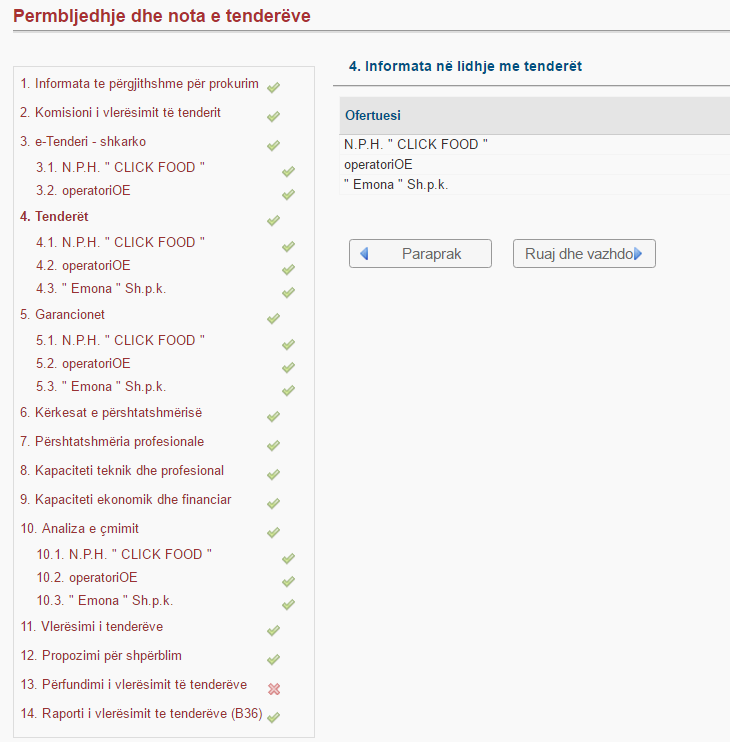 Permbljedhje dhe nota e tenderëve
1. Informata te përgjithshme për prokurim
2. Komisioni i vlerësimit të tenderit
3. e-Tenderi - shkarko
3.1. N.P.H. " CLICK FOOD "
3.2. operatoriOE
4. Tenderët
4.1. N.P.H. " CLICK FOOD "
4.2. operatoriOE
4.3. " Emona " Sh.p.k.
5. Garancionet
5.1. N.P.H. " CLICK FOOD "
5.2. operatoriOE
5.3. " Emona " Sh.p.k.
6. Kërkesat e përshtatshmërisë
7. Përshtatshmëria profesionale
8. Kapaciteti teknik dhe profesional
9. Kapaciteti ekonomik dhe financiar
10. Analiza e çmimit
10.1. N.P.H. " CLICK FOOD "
10.2. operatoriOE
10.3. " Emona " Sh.p.k.
11. Vlerësimi i tenderëve
12. Propozimi për shpërblim
13. Përfundimi i vlerësimit të tenderëve
14. Raporti i vlerësimit te tenderëve (B36)
4. Informata në lidhje me tenderët
Ofertuesi
N.P.H. " CLICK FOOD "
operatoriOE
" Emona " Sh.p.k.
Paraprak
Ruaj dhe vazhdo